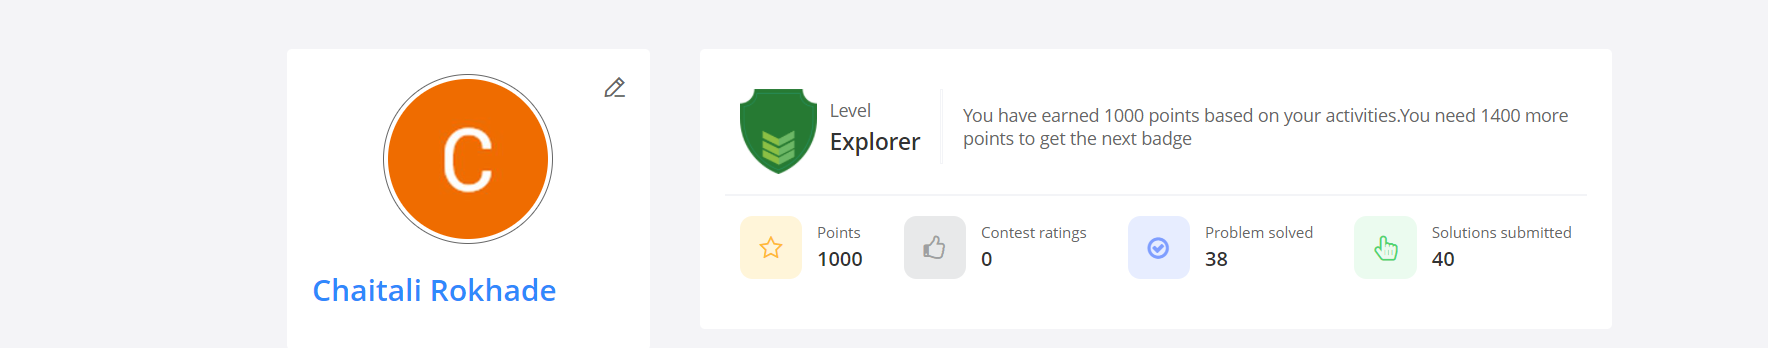 C
Chaitali Rokhade
Level
Explorer
You have earned 1000 points based on your activities.You need 1400 more
points to get the next badge
Points
1000
Contest ratings
0
Problem solved
38
Solutions submitted
40